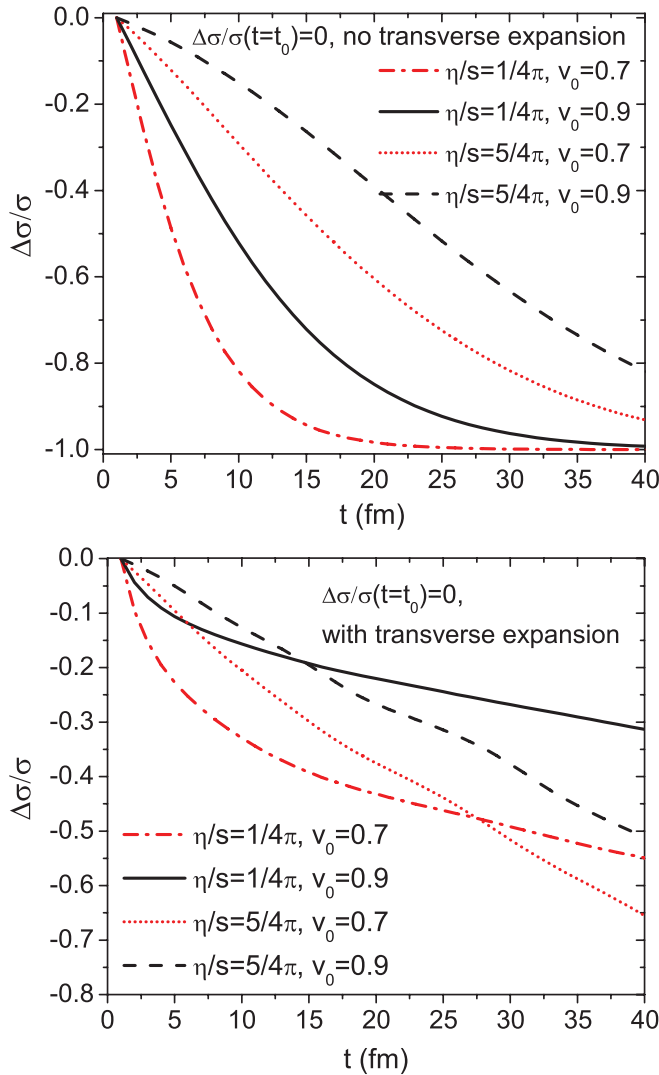 Δσ/σ(t=t₀)=0, no transverse expansion
η/s=1/4π, v₀=0.7
η/s=1/4π, v₀=0.9
η/s=5/4π, v₀=0.7
η/s=5/4π, v₀=0.9
0.0
-0.2
-0.4
-0.6
-0.8
-1.0
Δσ/σ
0 5 10 15 20 25 30 35 40
t (fm)
Δσ/σ(t=t₀)=0,
with transverse expansion
0.0
-0.1
-0.2
-0.3
-0.4
-0.5
-0.6
-0.7
-0.8
Δσ/σ
η/s=1/4π, v₀=0.7
η/s=1/4π, v₀=0.9
η/s=5/4π, v₀=0.7
η/s=5/4π, v₀=0.9
0 5 10 15 20 25 30 35 40
t (fm)